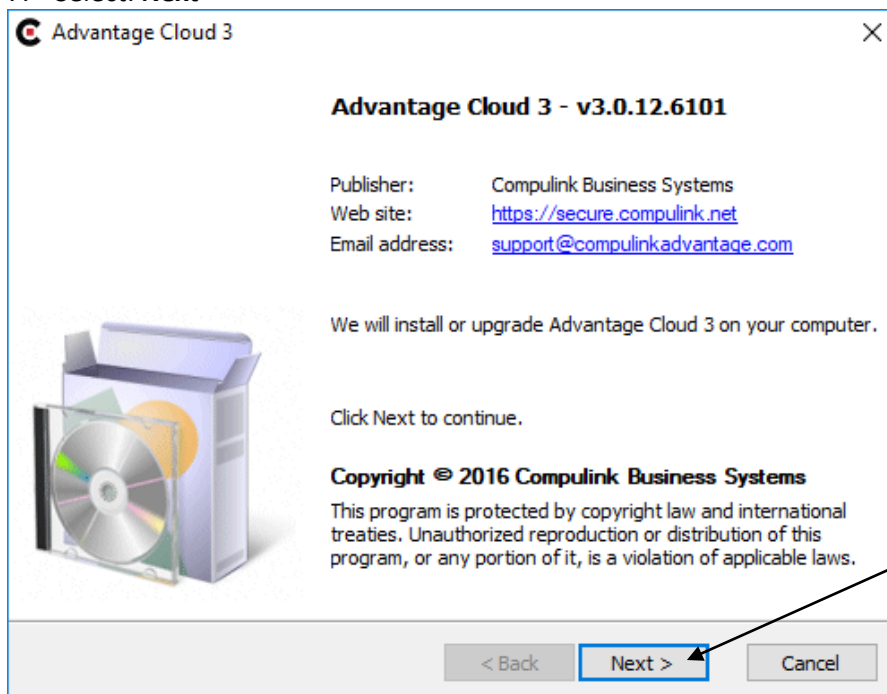 Select: Next
Advantage Cloud 3
Advantage Cloud 3 - v3.0.12.6101
Publisher: Compulink Business Systems
Web site: https://secure.compulink.net
Email address: support@compulinkadvantage.com
We will install or upgrade Advantage Cloud 3 on your computer.
Click Next to continue.
Copyright © 2016 Compulink Business Systems
This program is protected by copyright law and international
treaties. Unauthorized reproduction or distribution of this
program, or any portion of it, is a violation of applicable laws.
< Back Next > Cancel